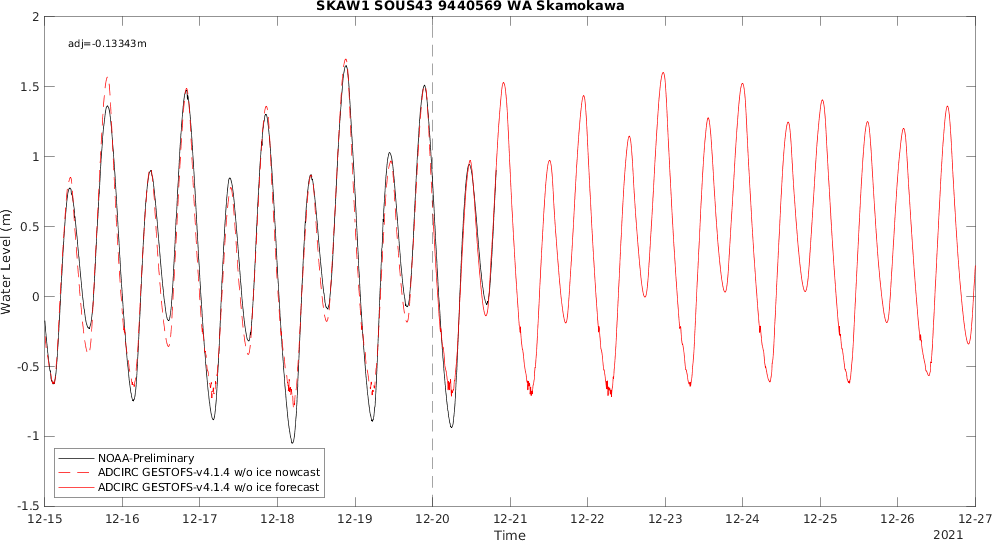 SKAW1 SOUS43 9440569 WA Skamokawa
adj=-0.13343m
2
1.5
1
0.5
0
-0.5
-1
-1.5
Water Level (m)
NOAA-Preliminary
ADCIRC GESTOFS-v4.1.4 w/o ice nowcast
ADCIRC GESTOFS-v4.1.4 w/o ice forecast
12-15 12-16 12-17 12-18 12-19 12-20 12-21 12-22 12-23 12-24 12-25 12-26 12-27
Time
2021